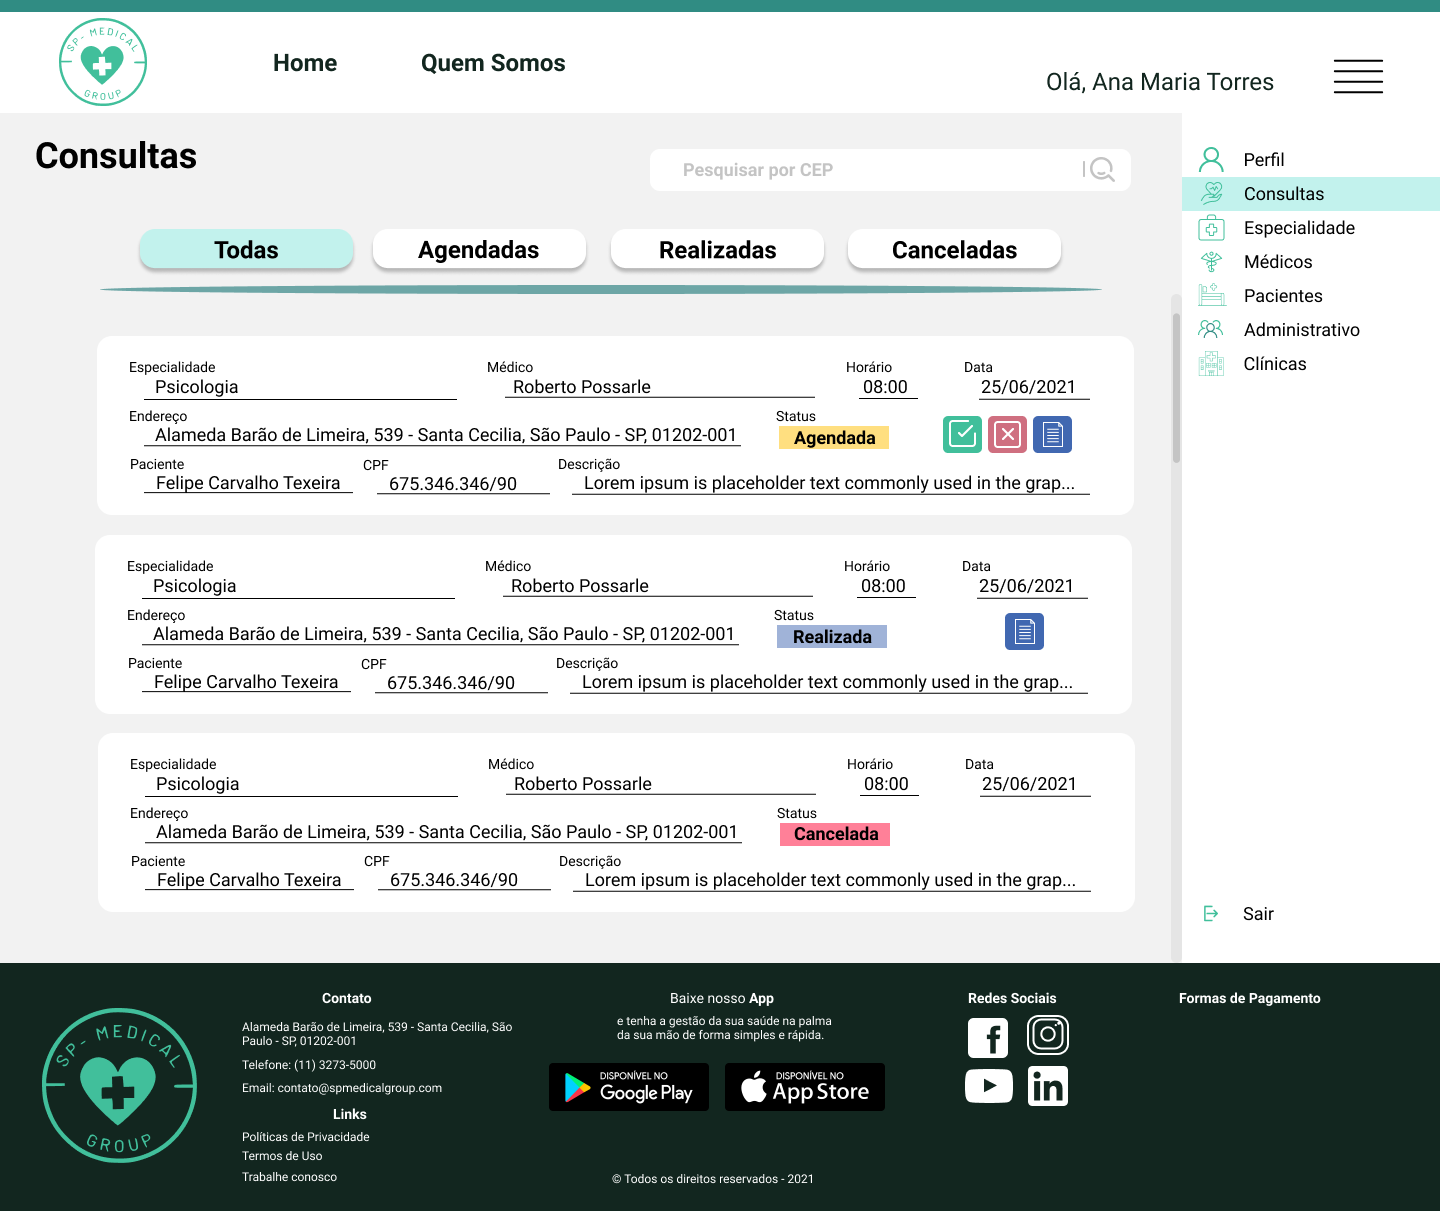 SP- MEDICAL
GROUP
Home
Quem Somos
Olá, Ana Maria Torres
Consultas
Pesquisar por CEP
Todas
Agendadas
Realizadas
Canceladas
Perfil
Consultas
Especialidade
Médicos
Pacientes
Administrativo
Clínicas
Sair
Especialidade Médico Horário Data
Psicologia Roberto Possarle 08:00 25/06/2021
Endereço Status
Alameda Barão de Limeira, 539 - Santa Cecilia, São Paulo - SP, 01202-001 Agendada
Paciente CPF Descrição
Felipe Carvalho Texeira 675.346.346/90 Lorem ipsum is placeholder text commonly used in the grap...
Especialidade Médico Horário Data
Psicologia Roberto Possarle 08:00 25/06/2021
Endereço Status
Alameda Barão de Limeira, 539 - Santa Cecilia, São Paulo - SP, 01202-001 Realizada
Paciente CPF Descrição
Felipe Carvalho Texeira 675.346.346/90 Lorem ipsum is placeholder text commonly used in the grap...
Especialidade Médico Horário Data
Psicologia Roberto Possarle 08:00 25/06/2021
Endereço Status
Alameda Barão de Limeira, 539 - Santa Cecilia, São Paulo - SP, 01202-001 Cancelada
Paciente CPF Descrição
Felipe Carvalho Texeira 675.346.346/90 Lorem ipsum is placeholder text commonly used in the grap...
SP- MEDICAL
GROUP
Contato
Alameda Barão de Limeira, 539 - Santa Cecilia, São
Paulo - SP, 01202-001
Telefone: (11) 3273-5000
Email: contato@spmedicalgroup.com
Links
Políticas de Privacidade
Termos de Uso
Trabalhe conosco
Baixe nosso App
e tenha a gestão da sua saúde na palma
da sua mão de forma simples e rápida.
DISPONÍVEL NO
Google Play
DISPONÍVEL NO
App Store
© Todos os direitos reservados - 2021
Redes Sociais
Formas de Pagamento